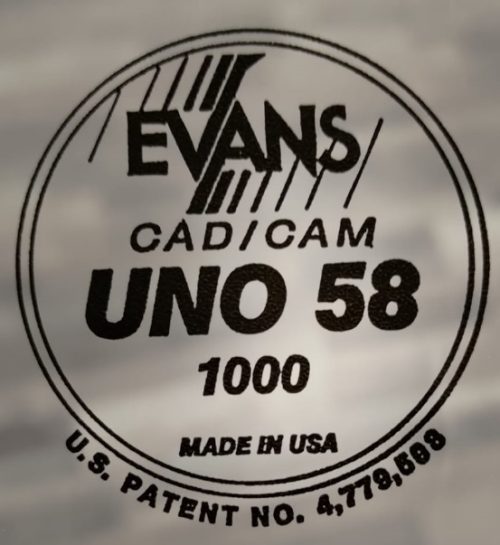 EVANS
CAD/CAM
UNO 58
1000
MADE IN USA
U.S. PATENT NO. 4,779,508